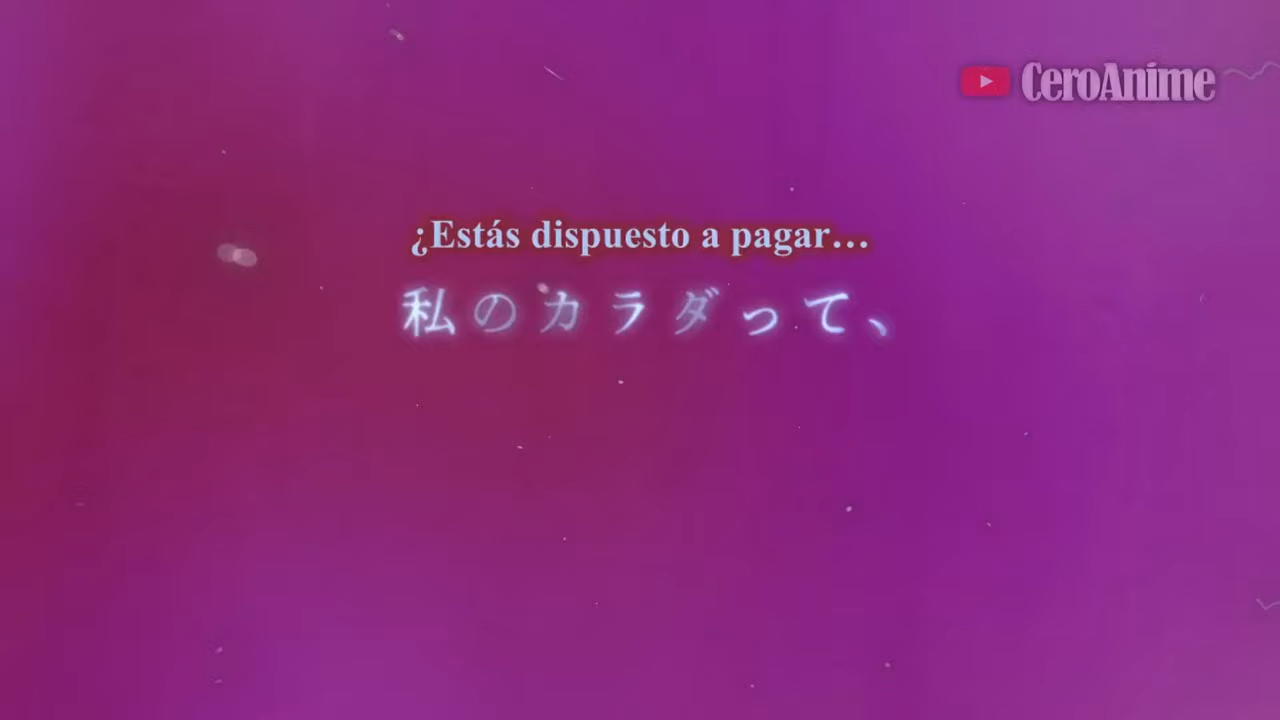 CeroAnime
¿Estás dispuesto a pagar…
私のカラダって、